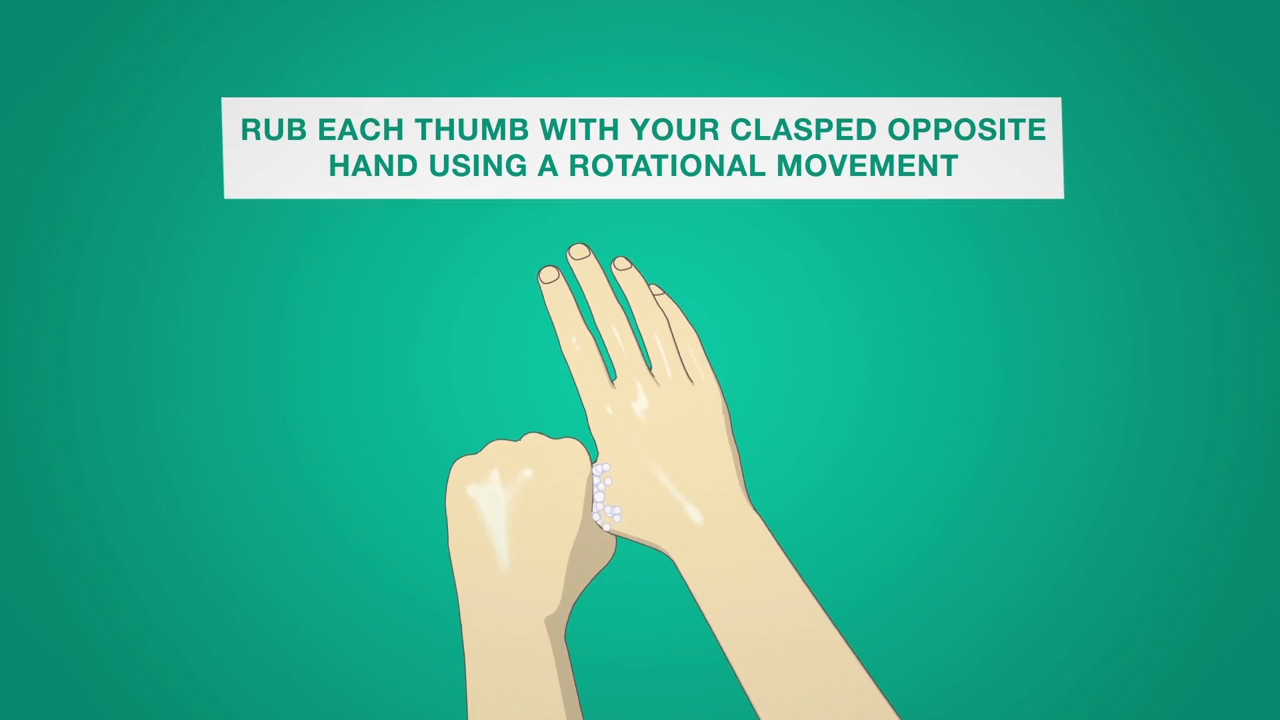 RUB EACH THUMB WITH YOUR CLASPED OPPOSITE
HAND USING A ROTATIONAL MOVEMENT